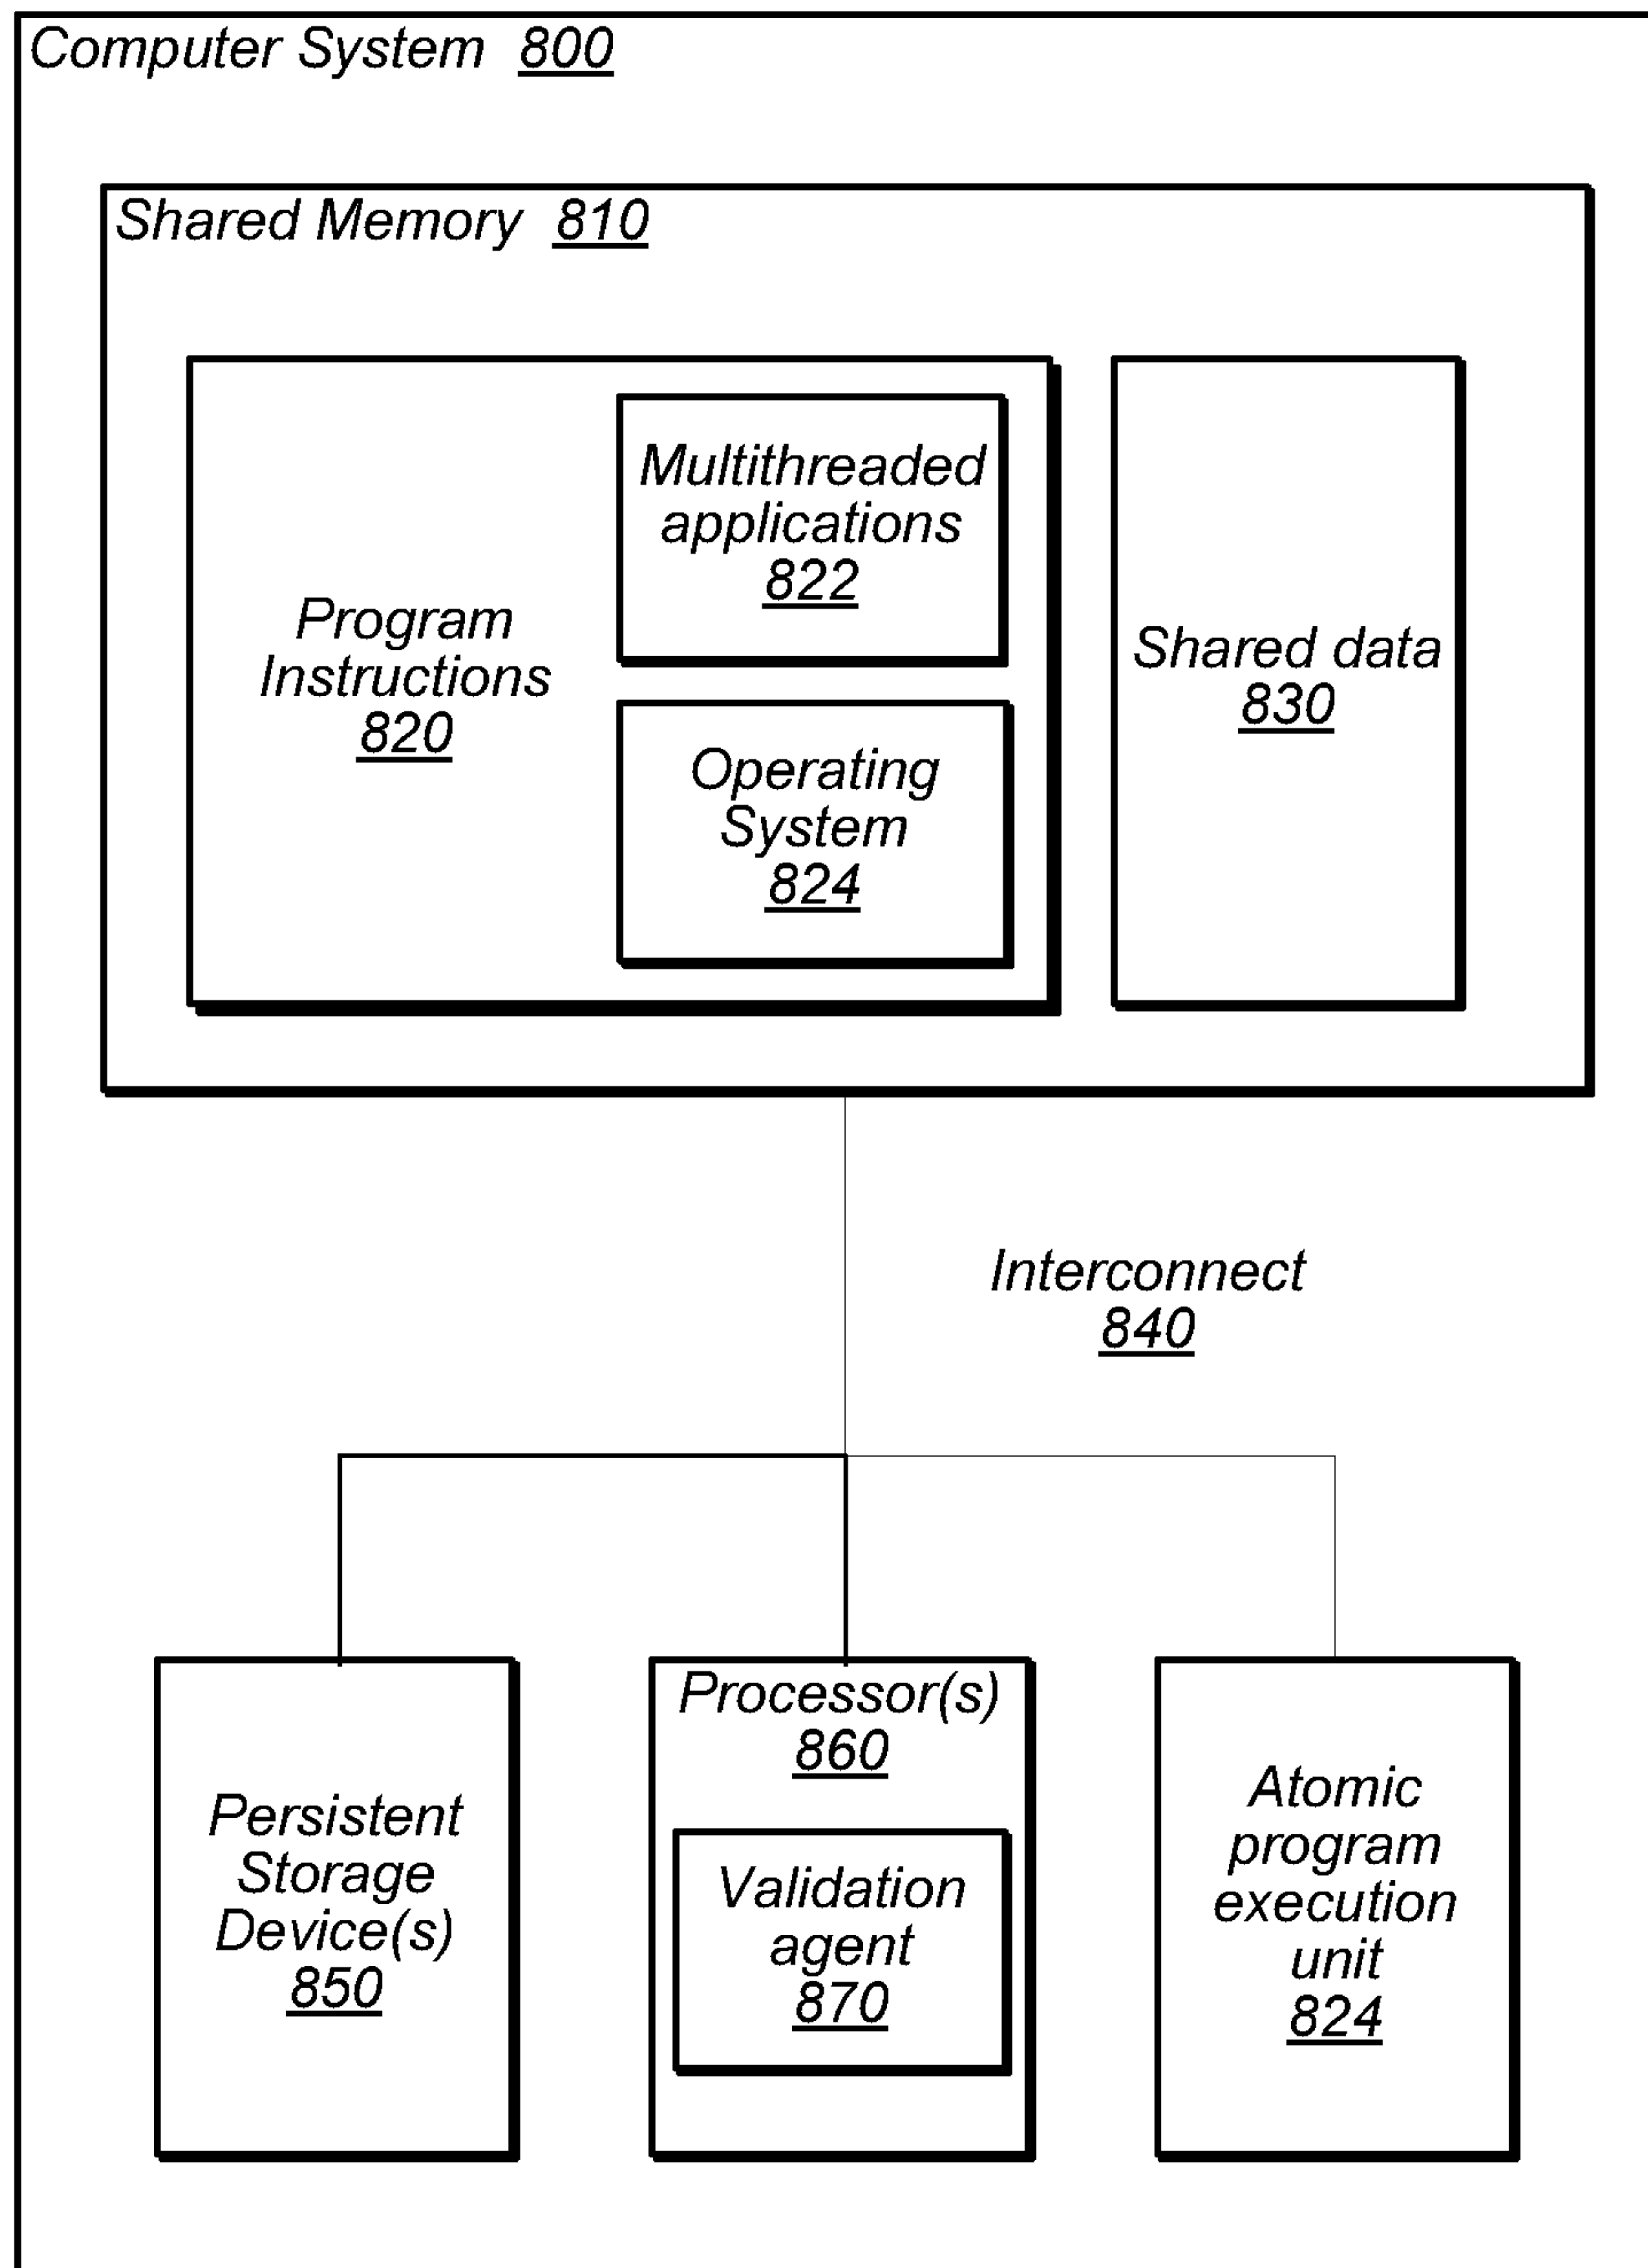 Computer System 800
Shared Memory 810
Program
Instructions
820
Multithreaded
applications
822
Operating
System
824
Shared data
830
Interconnect
840
Persistent
Storage
Device(s)
850
Processor(s)
860
Validation
agent
870
Atomic
program
execution
unit
824